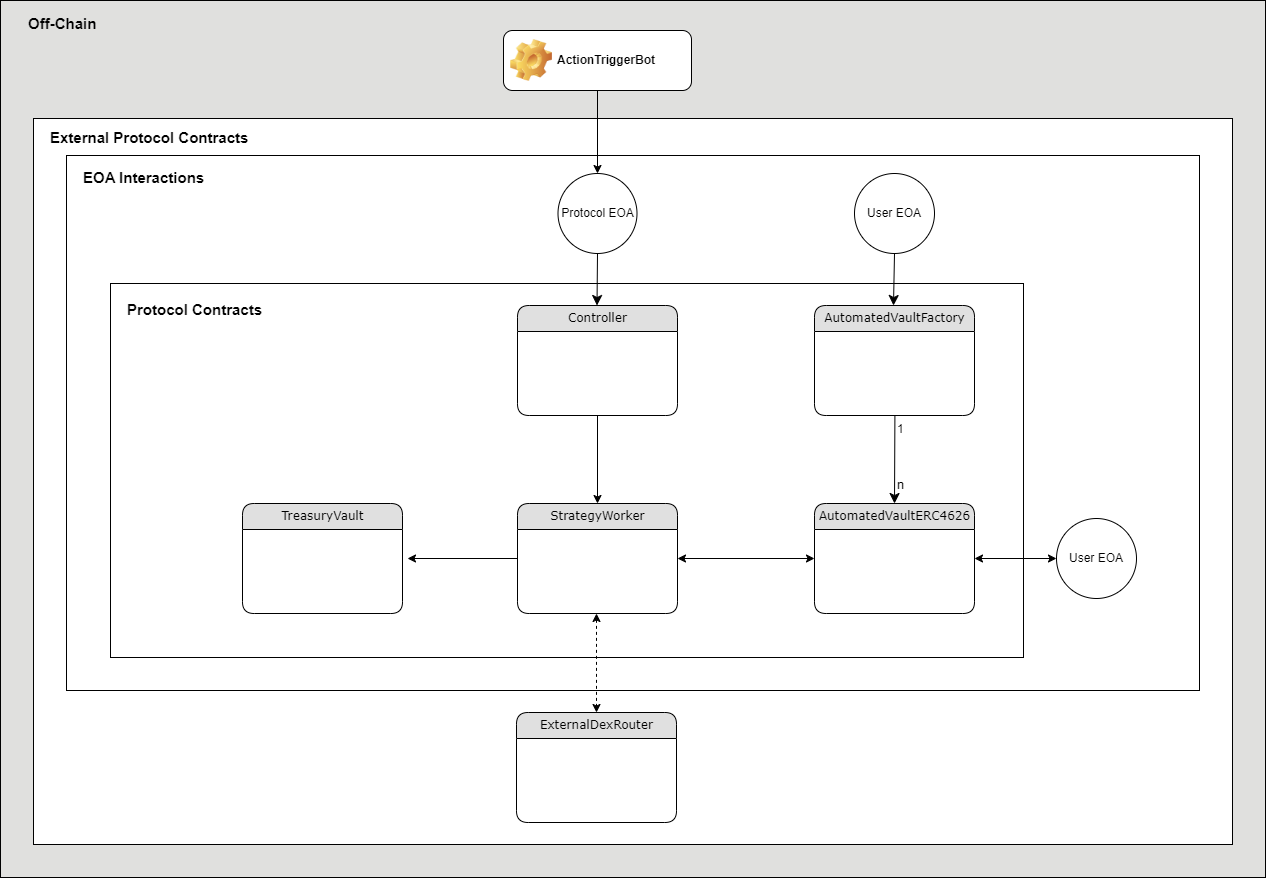 Off-Chain
ActionTriggerBot
External Protocol Contracts
EOA Interactions
Protocol EOA
User EOA
Protocol Contracts
Controller
AutomatedVaultFactory
1
n
TreasuryVault
StrategyWorker
AutomatedVaultERC4626
User EOA
ExternalDexRouter